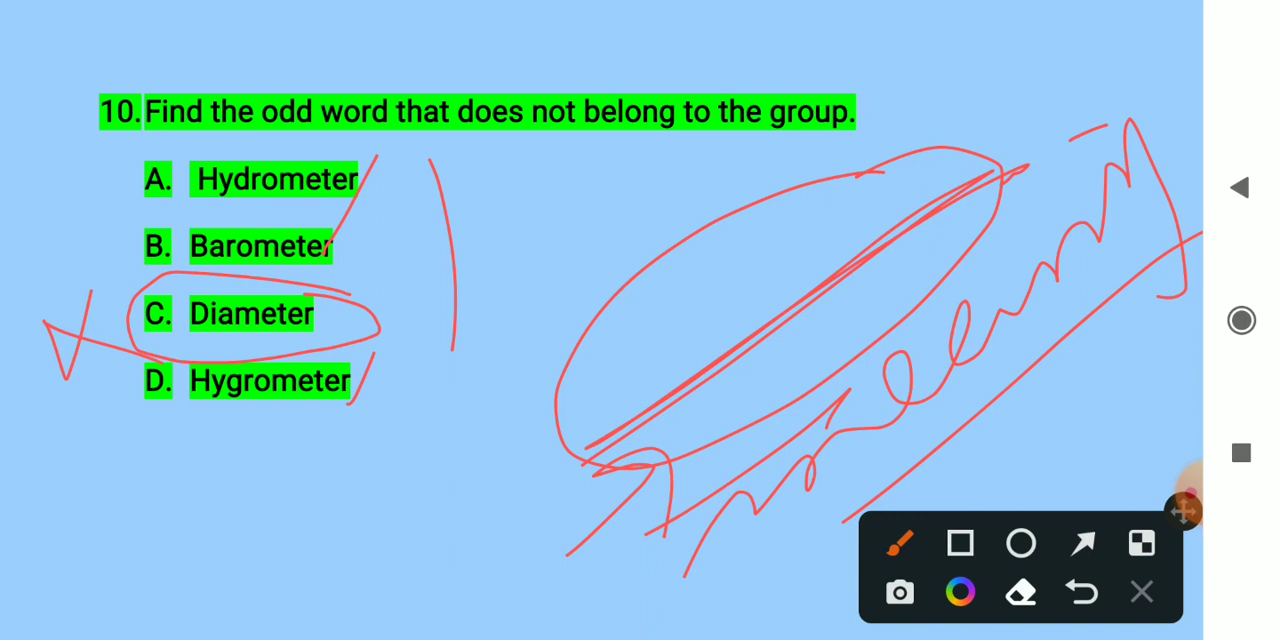 10. Find the odd word that does not belong to the group.
A. Hydrometer
B. Barometer
C. Diameter
D. Hygrometer